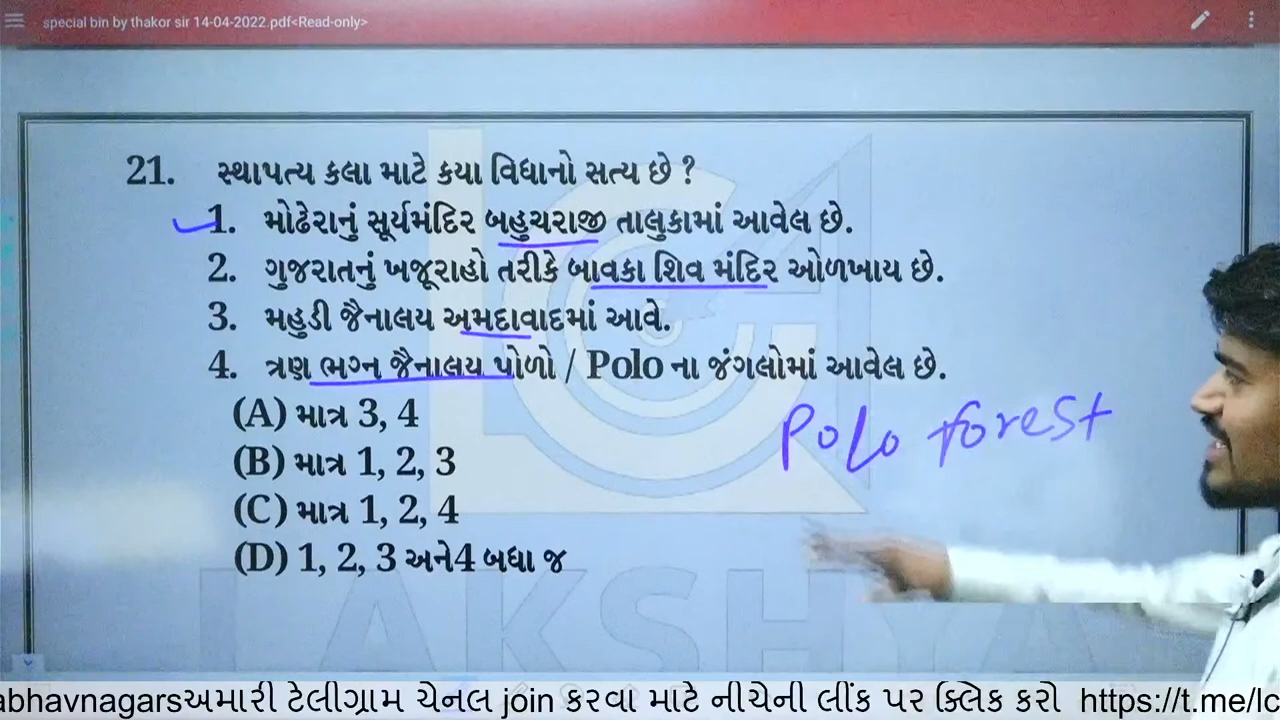 special bin by thakor sir 14-04-2022.pdf<Read-only>
21. સ્થાપત્ય કલા માટે કયા વિધાનો સત્ય છે ?
1. મોઢેરાનું સૂર્યમંદિર બહુચરાજી તાલુકામાં આવેલ છે.
2. ગુજરાતનું ખજૂરાહો તરીકે બાવકા શિવ મંદિર ઓળખાય છે.
3. મહુડી જૈનાલય અમદાવાદમાં આવે.
4. ત્રણ ભગ્ન જૈનાલય પોળો / Polo ના જંગલોમાં આવેલ છે.
(A) માત્ર 3, 4
Polo forest
(B) માત્ર 1, 2, 3
(C) માત્ર 1, 2, 4
(D) 1, 2, 3 અને4 બધા જ
LAKSHYA
abhavnagarsઅમારી ટેલીગ્રામ ચેનલ join કરવા માટે નીચેની લીંક પર ક્લિક કરો https://t.me/lc